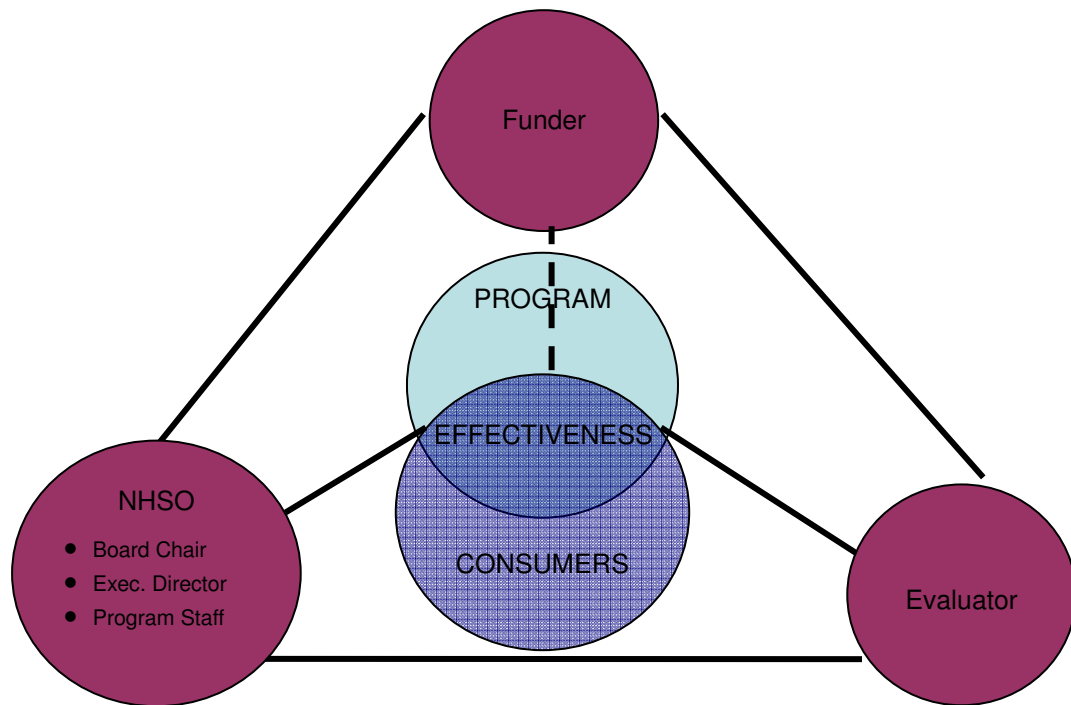 Funder
PROGRAM
EFFECTIVENESS
CONSUMERS
NHSO
● Board Chair
● Exec. Director
● Program Staff
Evaluator